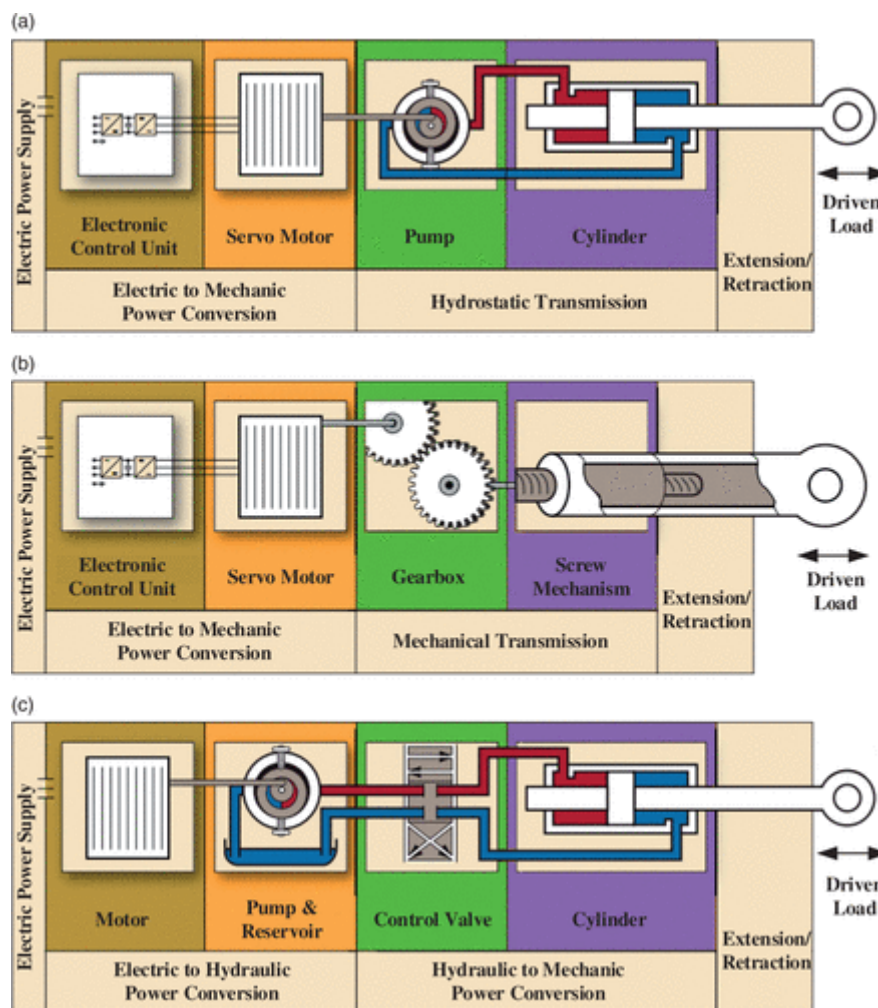 (a)
Electric Power Supply
Electronic
Control Unit
Servo Motor
Pump
Cylinder
Driven
Load
Extension/
Retraction
Electric to Mechanic
Power Conversion
Hydrostatic Transmission
(b)
Electric Power Supply
Electronic
Control Unit
Servo Motor
Gearbox
Screw
Mechanism
Driven
Load
Extension/
Retraction
Electric to Mechanic
Power Conversion
Mechanical Transmission
(c)
Electric Power Supply
Motor
Pump &
Reservoir
Control Valve
Cylinder
Driven
Load
Extension/
Retraction
Electric to Hydraulic
Power Conversion
Hydraulic to Mechanic
Power Conversion